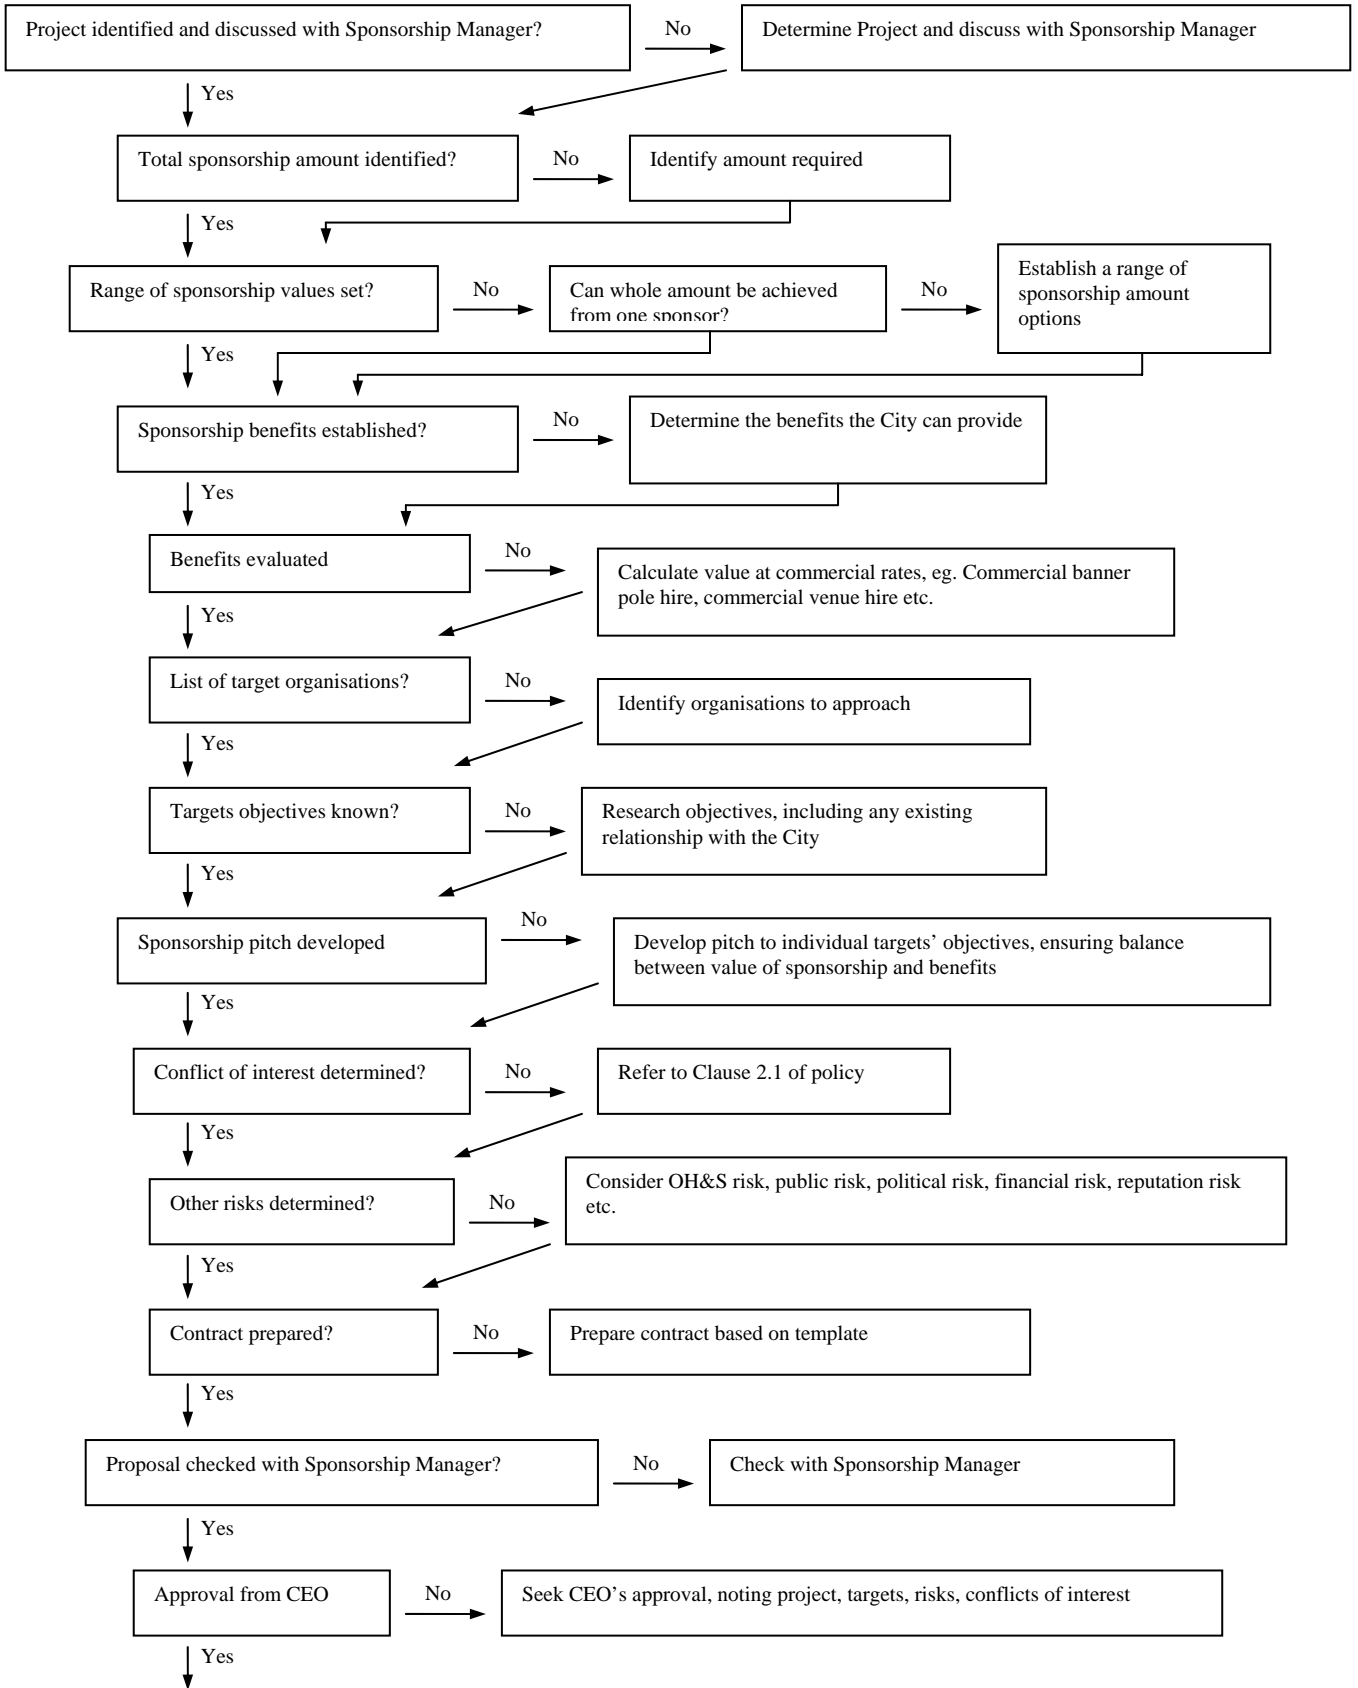 Project identified and discussed with Sponsorship Manager?
No
Determine Project and discuss with Sponsorship Manager
Yes
Total sponsorship amount identified?
No
Identify amount required
Yes
Range of sponsorship values set?
No
Can whole amount be achieved
from one sponsor?
No
Establish a range of
sponsorship amount
options
Yes
Sponsorship benefits established?
No
Determine the benefits the City can provide
Yes
Benefits evaluated
No
Calculate value at commercial rates, eg. Commercial banner
pole hire, commercial venue hire etc.
Yes
List of target organisations?
No
Identify organisations to approach
Yes
Targets objectives known?
No
Research objectives, including any existing
relationship with the City
Yes
Sponsorship pitch developed
No
Develop pitch to individual targets’ objectives, ensuring balance
between value of sponsorship and benefits
Yes
Conflict of interest determined?
No
Refer to Clause 2.1 of policy
Yes
Other risks determined?
No
Consider OH&S risk, public risk, political risk, financial risk, reputation risk
etc.
Yes
Contract prepared?
No
Prepare contract based on template
Yes
Proposal checked with Sponsorship Manager?
No
Check with Sponsorship Manager
Yes
Approval from CEO
No
Seek CEO’s approval, noting project, targets, risks, conflicts of interest
Yes